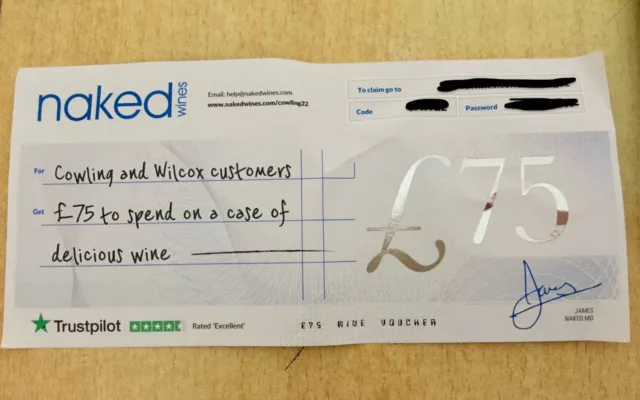 naked wines
Email: help@nakedwines.com
www.nakedwines.com/cowling22
To claim go to
Code
Password
For Cowling and Wilcox customers
Get £75 to spend on a case of
delicious wine
£75
James
JAMES
NAKED MD
Trustpilot
Rated 'Excellent'
£75 WINE VOUCHER